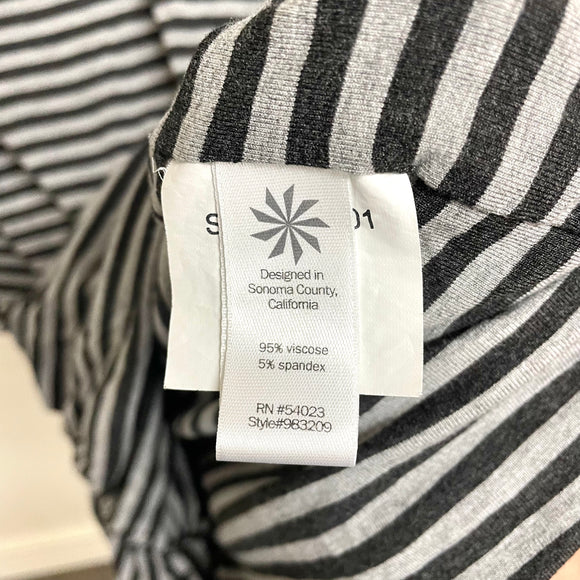 Designed in
Sonoma County,
California
95% viscose
5% spandex
RN #54023
Style#983209